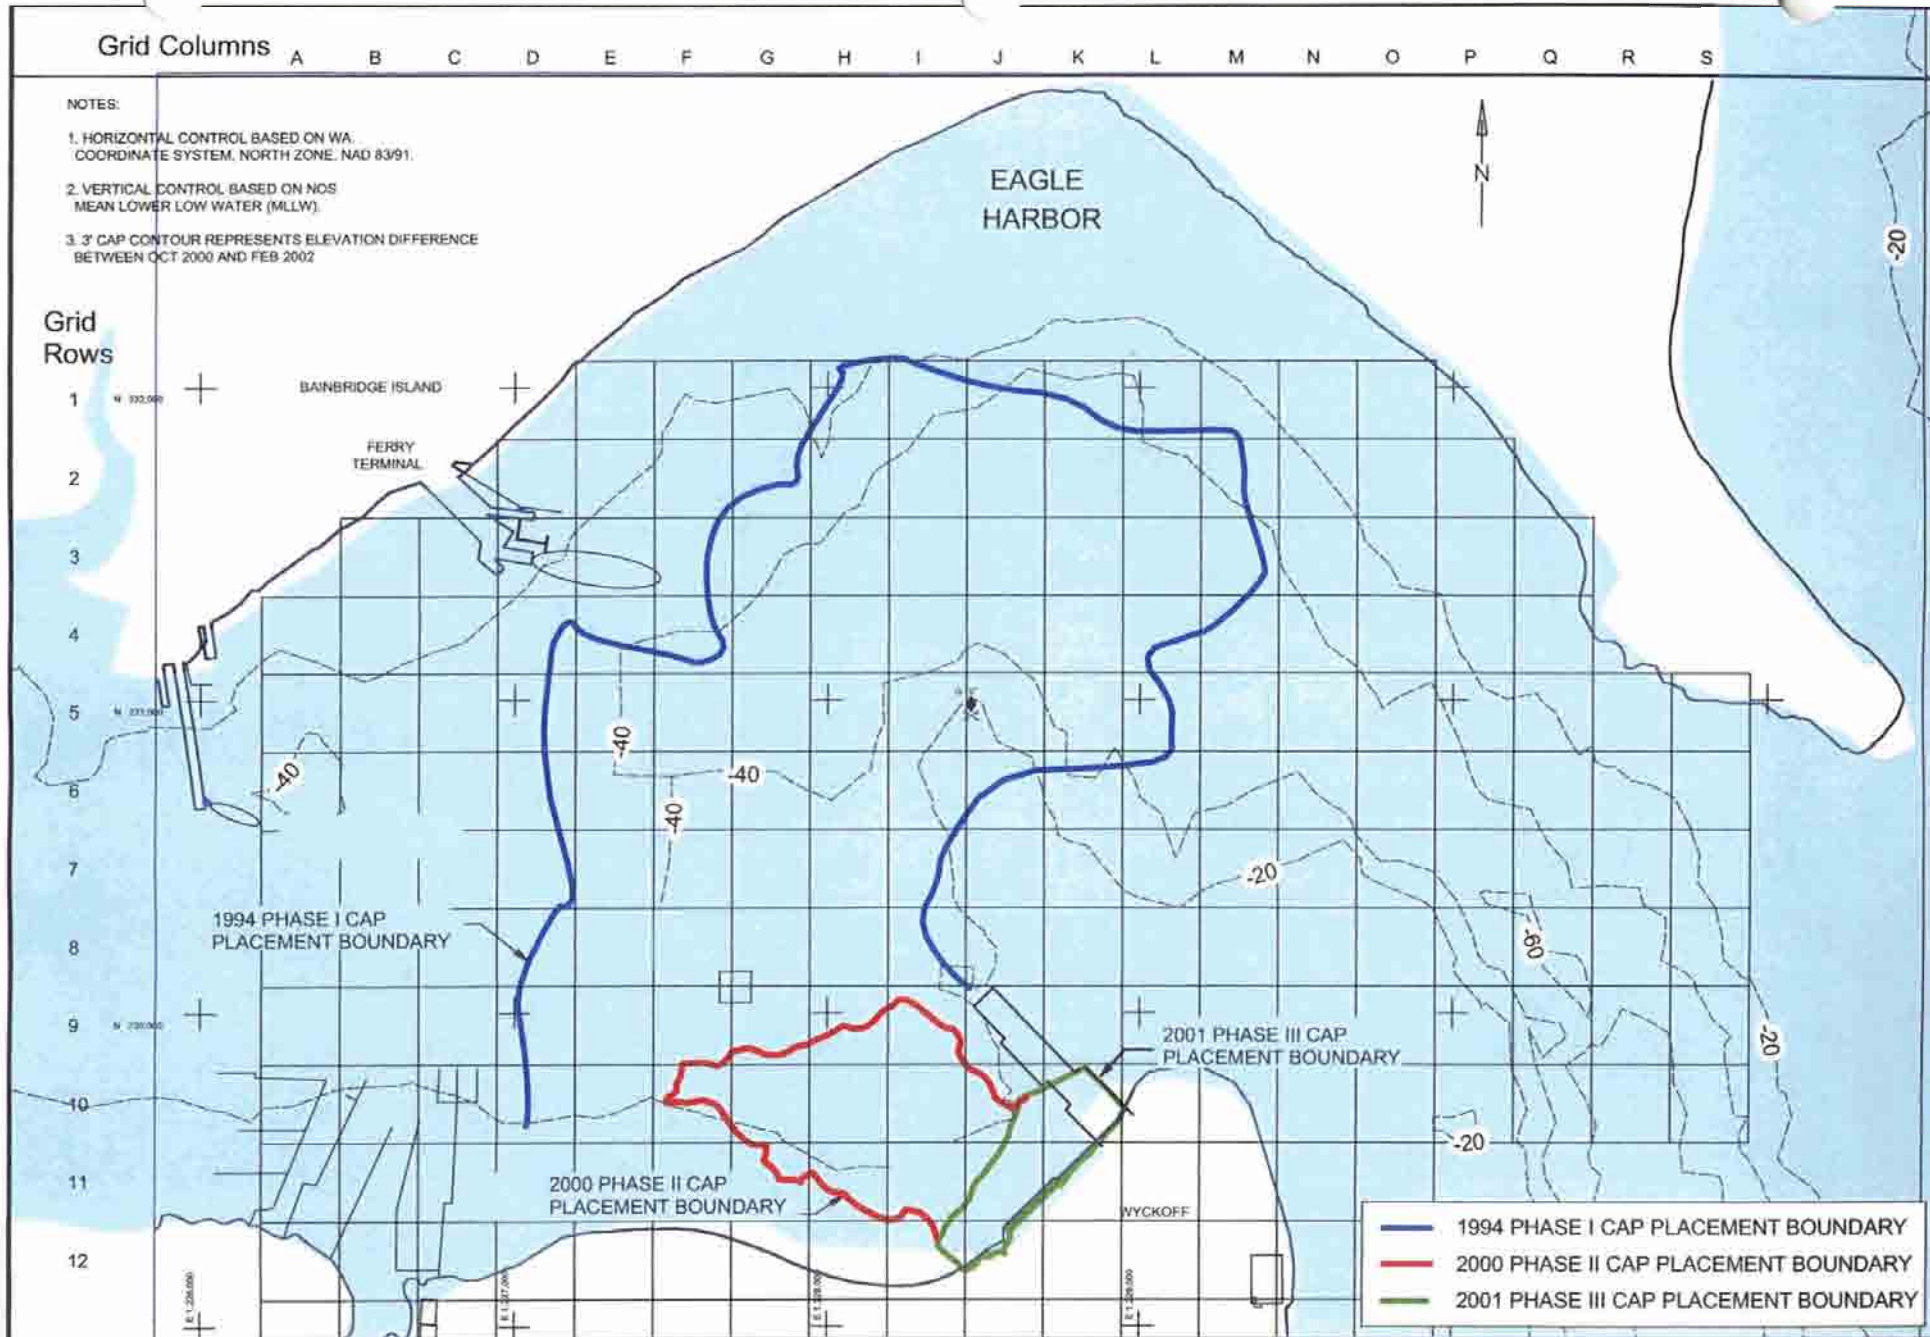 Grid Columns A B C D E F G H I J K L M N O P Q R S
NOTES:
1. HORIZONTAL CONTROL BASED ON WA.
COORDINATE SYSTEM, NORTH ZONE, NAD 83/91.
2. VERTICAL CONTROL BASED ON NOS
MEAN LOWER LOW WATER (MLLW).
3. 3' CAP CONTOUR REPRESENTS ELEVATION DIFFERENCE
BETWEEN OCT 2000 AND FEB 2002
EAGLE
HARBOR
N
-20
Grid
Rows
1
BAINBRIDGE ISLAND
FERRY
TERMINAL
2
3
4
5
-40
-40
-40
6
-40
7
-20
1994 PHASE I CAP
PLACEMENT BOUNDARY
8
-60
9
2001 PHASE III CAP
PLACEMENT BOUNDARY
-20
10
-20
11
2000 PHASE II CAP
PLACEMENT BOUNDARY
WYCKOFF
12
1994 PHASE I CAP PLACEMENT BOUNDARY
2000 PHASE II CAP PLACEMENT BOUNDARY
2001 PHASE III CAP PLACEMENT BOUNDARY